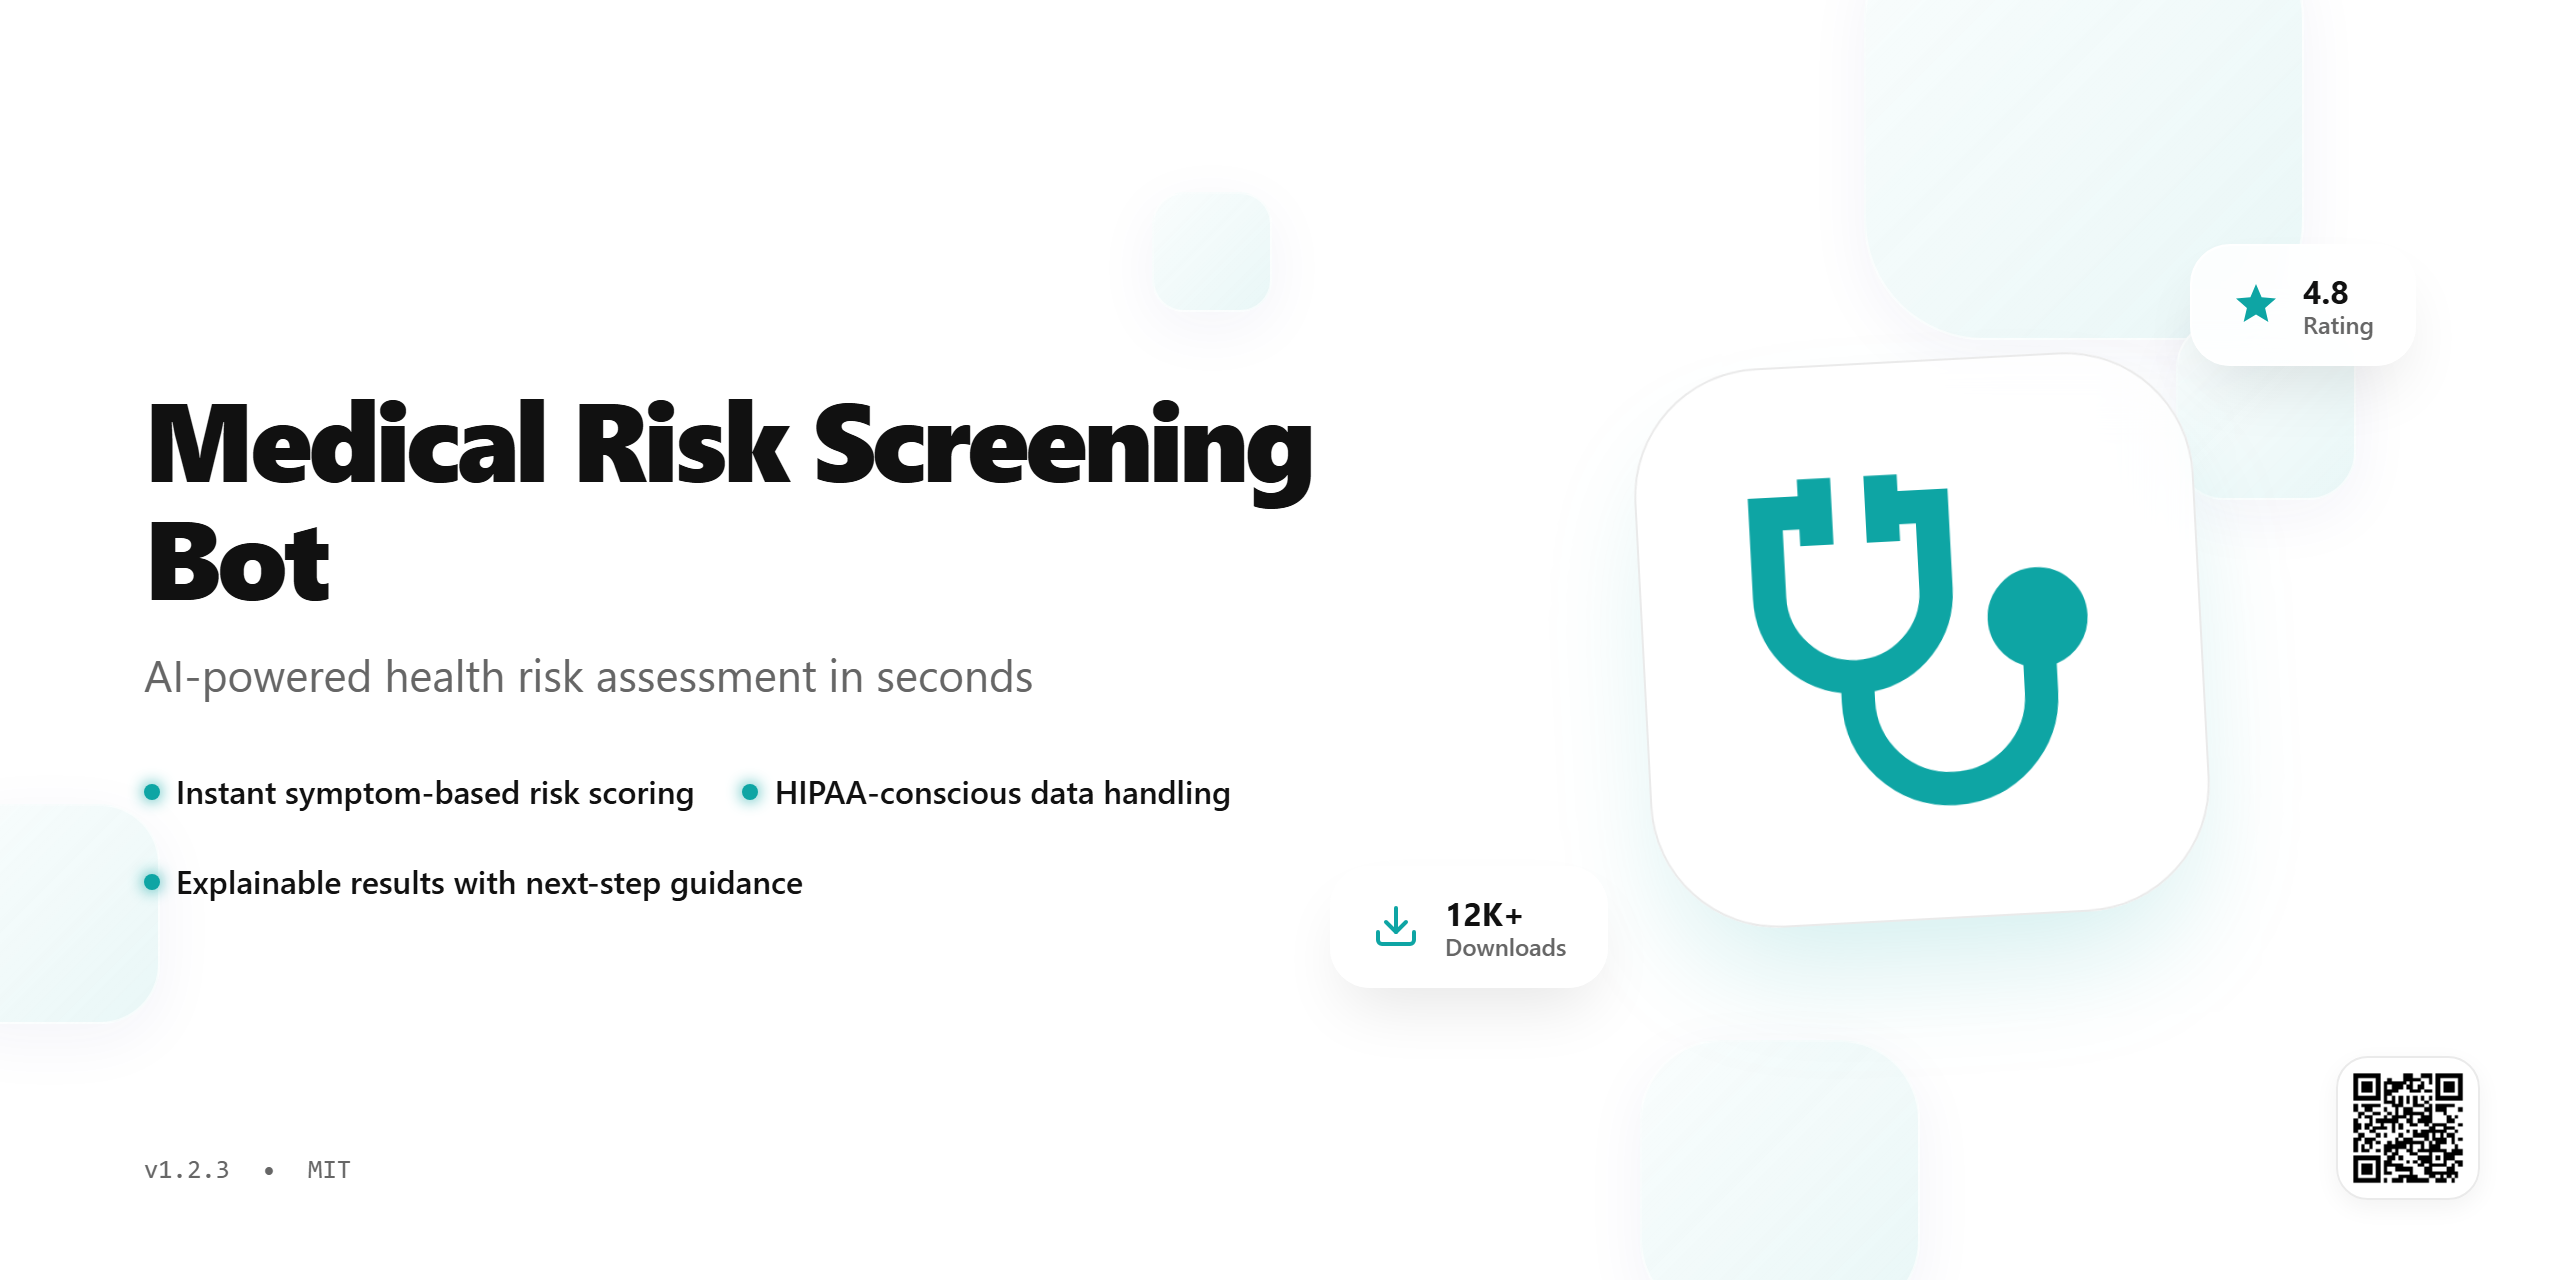 Medical Risk Screening
Bot
AI-powered health risk assessment in seconds
Instant symptom-based risk scoring
HIPAA-conscious data handling
Explainable results with next-step guidance
4.8
Rating
12K+
Downloads
v1.2.3 • MIT